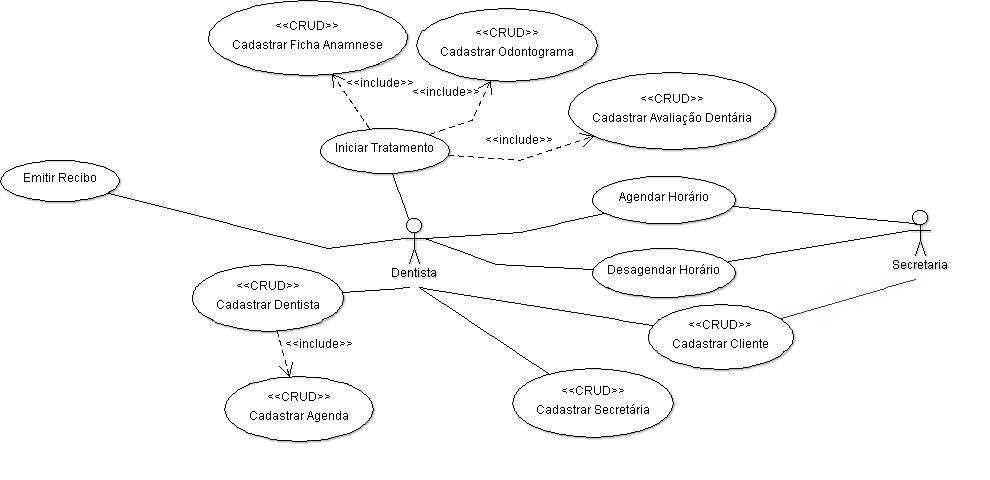 <<CRUD>>
Cadastrar Ficha Anamnese
<<CRUD>>
Cadastrar Odontograma
<<include>>
<<include>>
<<CRUD>>
Cadastrar Avaliação Dentária
<<include>>
Iniciar Tratamento
Emitir Recibo
Agendar Horário
Dentista
Desagendar Horário
Secretaria
<<CRUD>>
Cadastrar Dentista
<<CRUD>>
Cadastrar Cliente
<<include>>
<<CRUD>>
Cadastrar Agenda
<<CRUD>>
Cadastrar Secretária